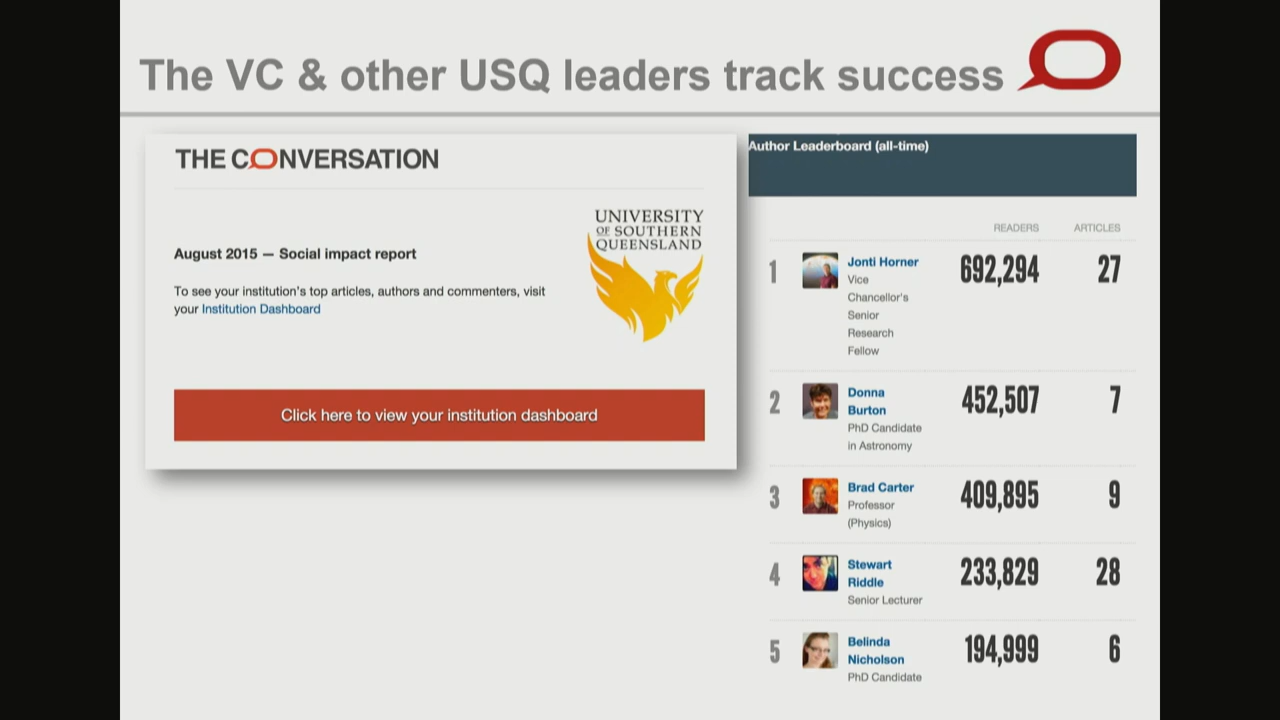 The VC & other USQ leaders track success
THE CONVERSATION
UNIVERSITY
OF SOUTHERN
QUEENSLAND
August 2015 — Social impact report
To see your institution's top articles, authors and commenters, visit
your Institution Dashboard
Click here to view your institution dashboard
Author Leaderboard (all-time)
READERS ARTICLES
1 Jonti Horner 692,294 27
Vice
Chancellor's
Senior
Research
Fellow
2 Donna 452,507 7
Burton
PhD Candidate
in Astronomy
3 Brad Carter 409,895 9
Professor
(Physics)
4 Stewart 233,829 28
Riddle
Senior Lecturer
5 Belinda 194,999 6
Nicholson
PhD Candidate